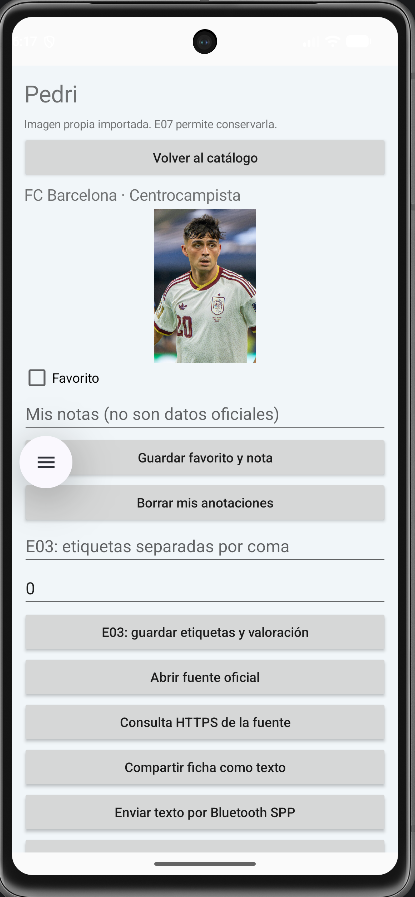 Pedri
Imagen propia importada. E07 permite conservarla.
Volver al catálogo
FC Barcelona · Centrocampista
20
Favorito
Mis notas (no son datos oficiales)
Guardar favorito y nota
Borrar mis anotaciones
E03: etiquetas separadas por coma
0
E03: guardar etiquetas y valoración
Abrir fuente oficial
Consulta HTTPS de la fuente
Compartir ficha como texto
Enviar texto por Bluetooth SPP